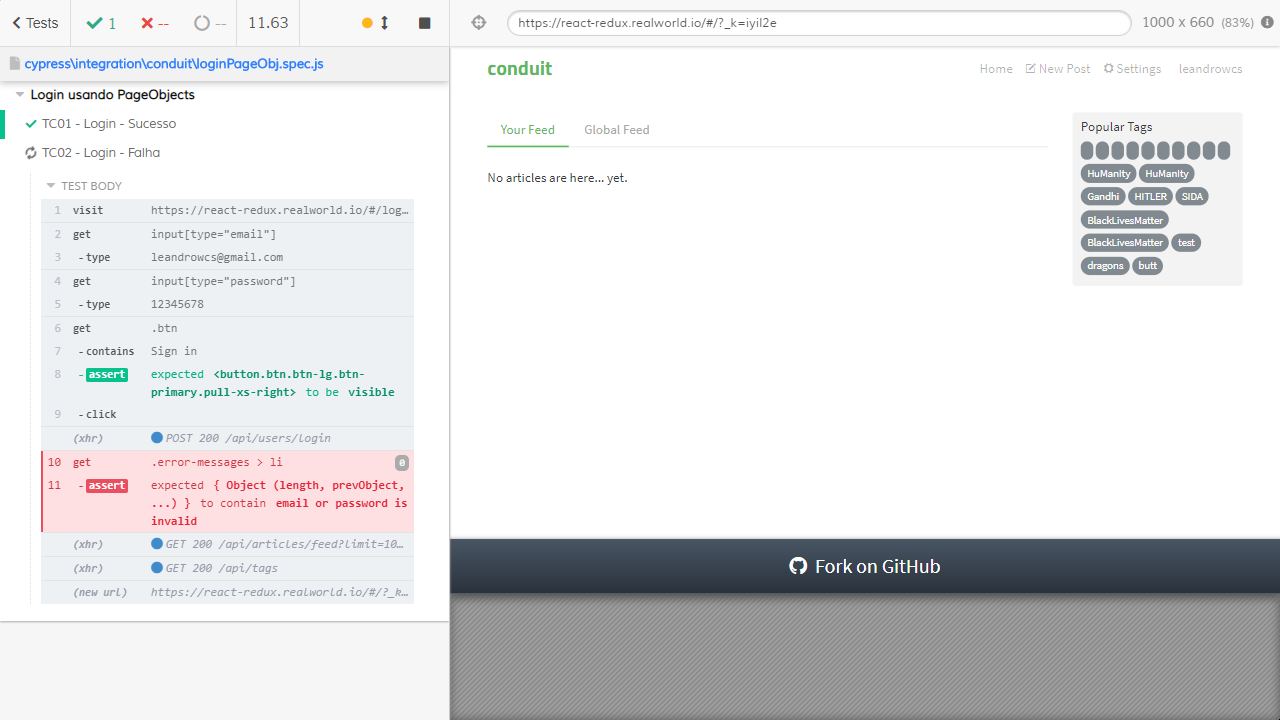 Tests 1 -- -- 11.63
cypress\integration\conduit\loginPageObj.spec.js
Login usando PageObjects
TC01 - Login - Sucesso
TC02 - Login - Falha
TEST BODY
1 visit https://react-redux.realworld.io/#/log…
2 get input[type="email"]
3 -type leandrowcs@gmail.com
4 get input[type="password"]
5 -type 12345678
6 get .btn
7 -contains Sign in
8 -assert expected <button.btn.btn-lg.btn-
primary.pull-xs-right> to be visible
9 -click
(xhr) POST 200 /api/users/login
10 get .error-messages > li 0
11 -assert expected { Object (length, prevObject,
...) } to contain email or password is
invalid
(xhr) GET 200 /api/articles/feed?limit=10…
(xhr) GET 200 /api/tags
(new url) https://react-redux.realworld.io/#/?_k…
https://react-redux.realworld.io/#/?_k=iyil2e 1000 x 660 (83%)
conduit Home New Post Settings leandrowcs
Your Feed Global Feed
No articles are here... yet.
Popular Tags
HuManIty HuManIty
Gandhi HITLER SIDA
BlackLivesMatter
BlackLivesMatter test
dragons butt
Fork on GitHub